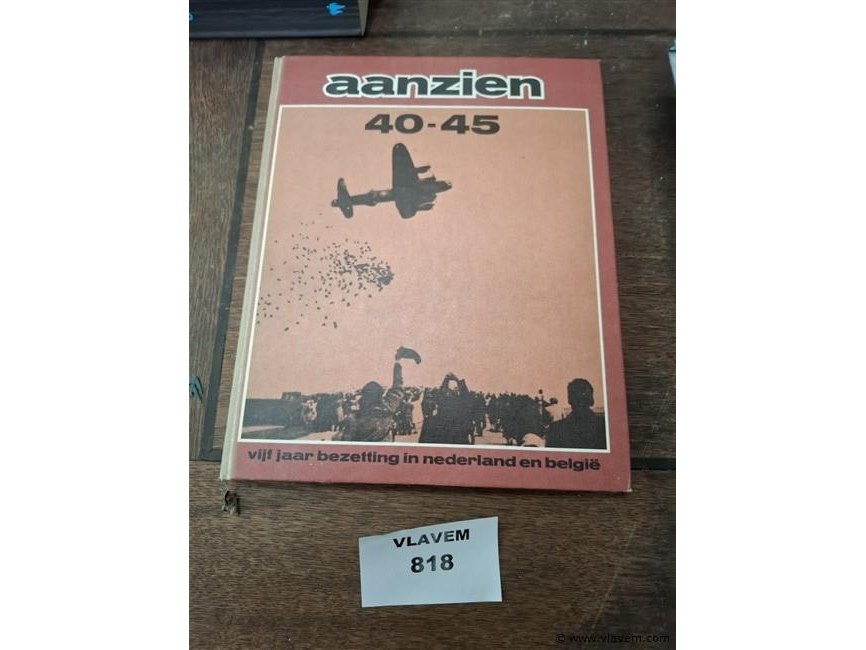 aanzien
40-45
vijf jaar bezetting in nederland en belgië
VLAVEM
818
© www.vlavem.com